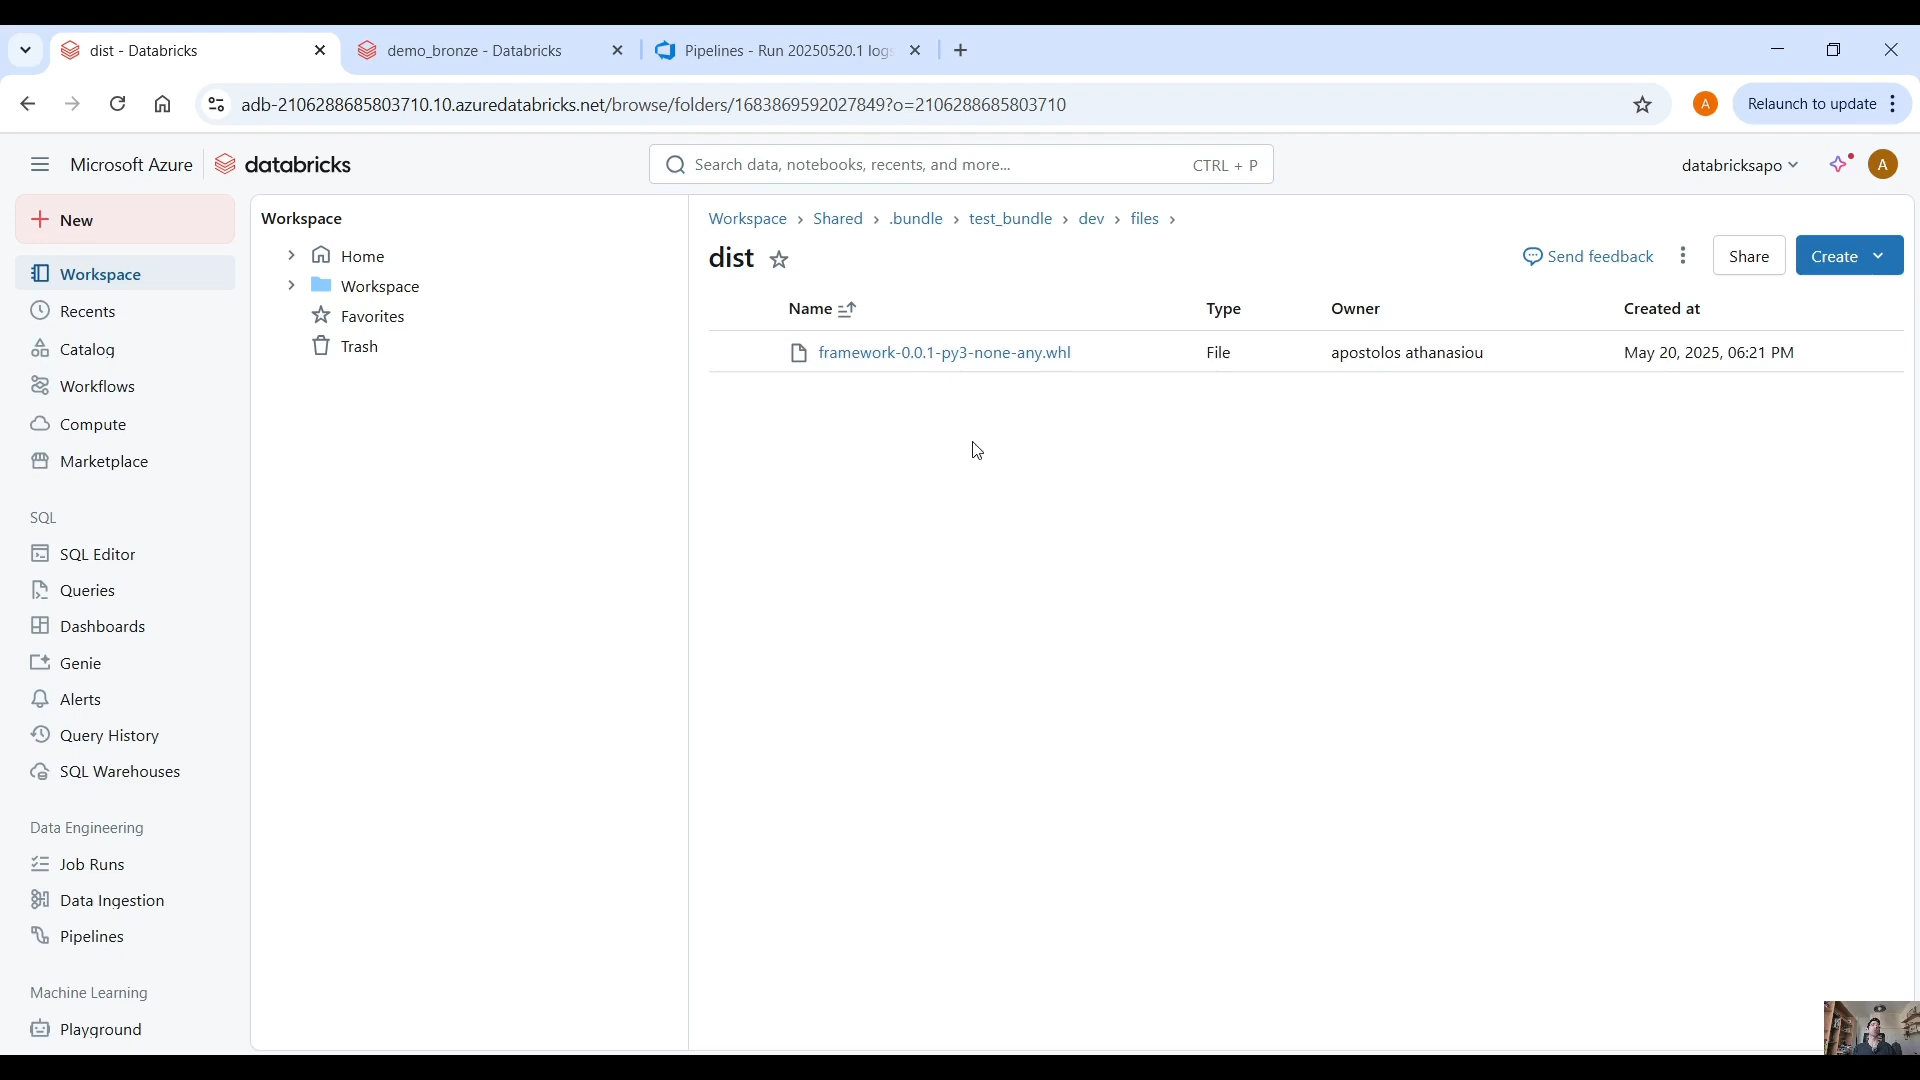 dist - Databricks
demo_bronze - Databricks
Pipelines - Run 20250520.1 log
adb-2106288685803710.10.azuredatabricks.net/browse/folders/1683869592027849?o=2106288685803710
A
Relaunch to update
Microsoft Azure
databricks
Search data, notebooks, recents, and more...
CTRL + P
databricksapo
A
New
Workspace
Recents
Catalog
Workflows
Compute
Marketplace
SQL
SQL Editor
Queries
Dashboards
Genie
Alerts
Query History
SQL Warehouses
Data Engineering
Job Runs
Data Ingestion
Pipelines
Machine Learning
Playground
Workspace
Home
Workspace
Favorites
Trash
Workspace > Shared > .bundle > test_bundle > dev > files >
dist
Send feedback
Share
Create
Name Type Owner Created at
framework-0.0.1-py3-none-any.whl File apostolos athanasiou May 20, 2025, 06:21 PM